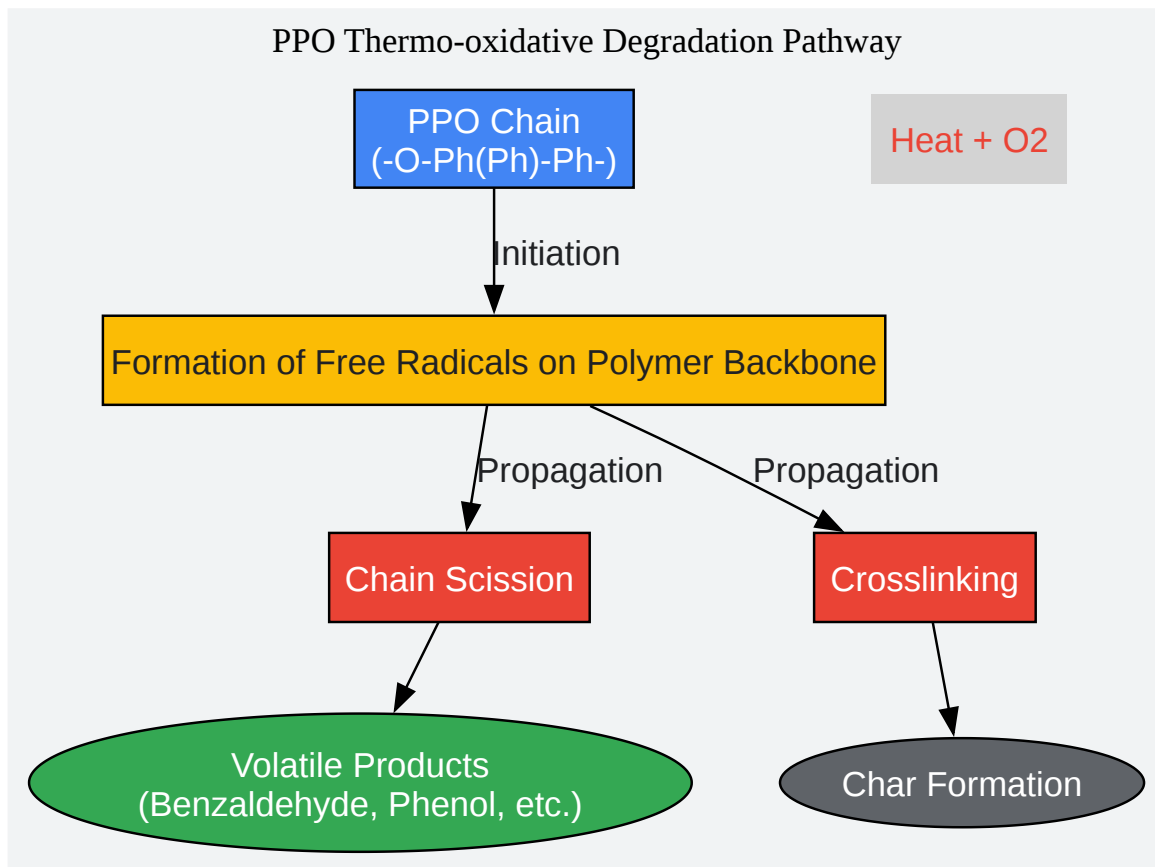 PPO Thermo-oxidative Degradation Pathway
PPO Chain
(-O-Ph(Ph)-Ph-)
Heat + O2
Initiation
Formation of Free Radicals on Polymer Backbone
Propagation
Propagation
Chain Scission
Crosslinking
Volatile Products
(Benzaldehyde, Phenol, etc.)
Char Formation